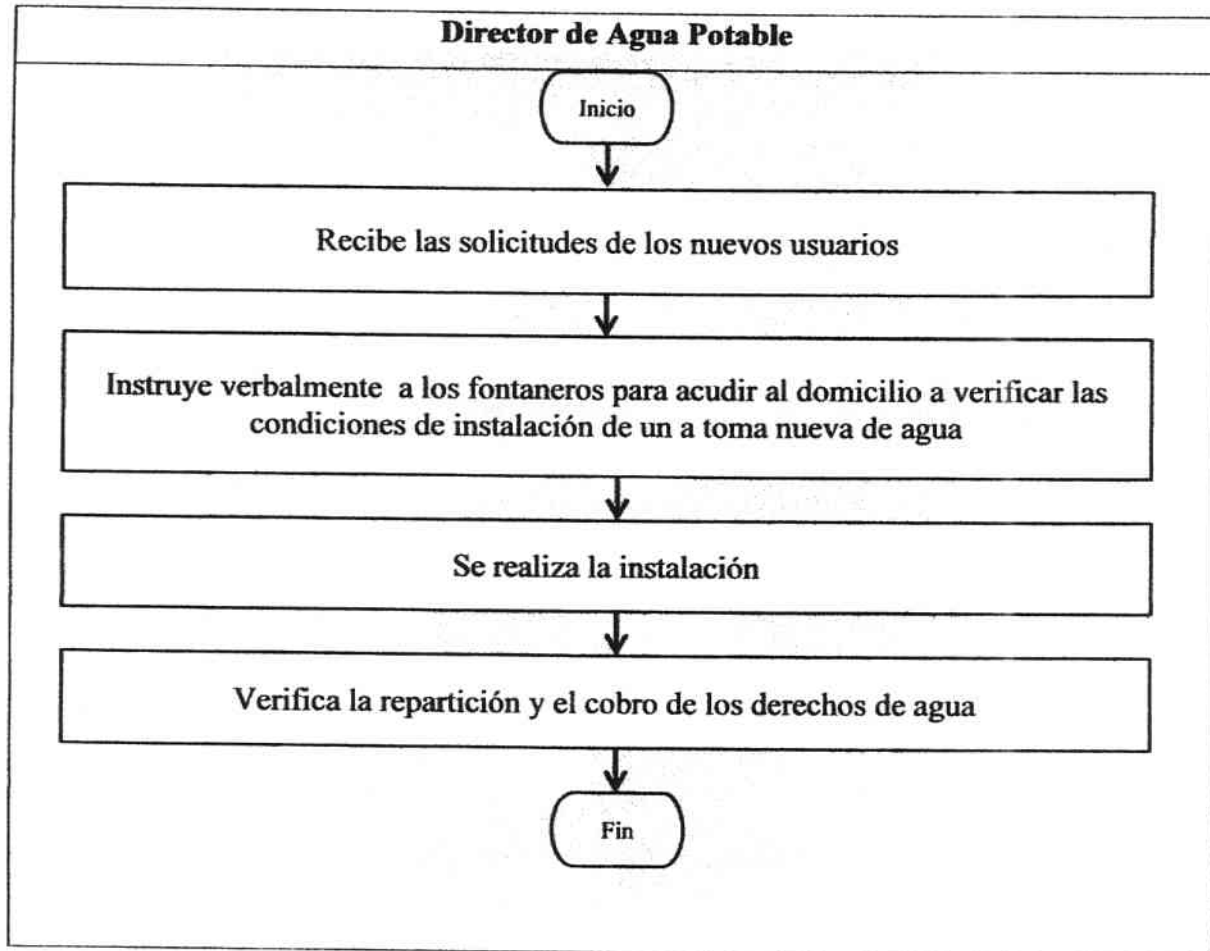 Director de Agua Potable
Inicio
Recibe las solicitudes de los nuevos usuarios
Instruye verbalmente a los fontaneros para acudir al domicilio a verificar las
condiciones de instalación de un a toma nueva de agua
Se realiza la instalación
Verifica la repartición y el cobro de los derechos de agua
Fin